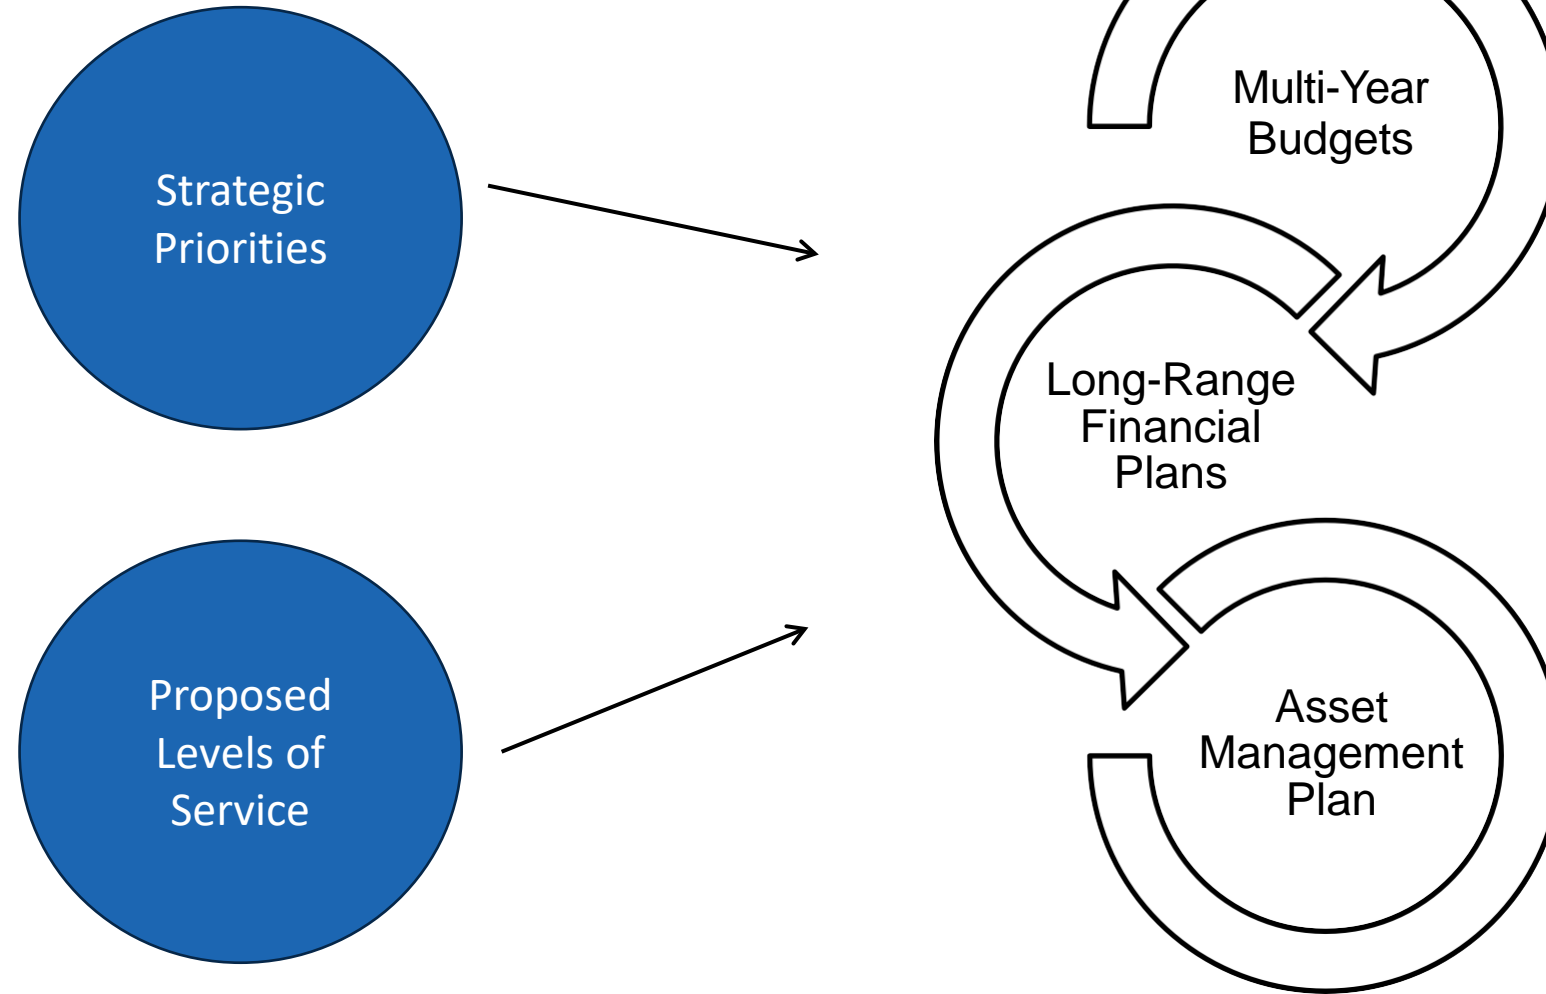 Strategic
Priorities
Proposed
Levels of
Service
Multi-Year
Budgets
Long-Range
Financial
Plans
Asset
Management
Plan